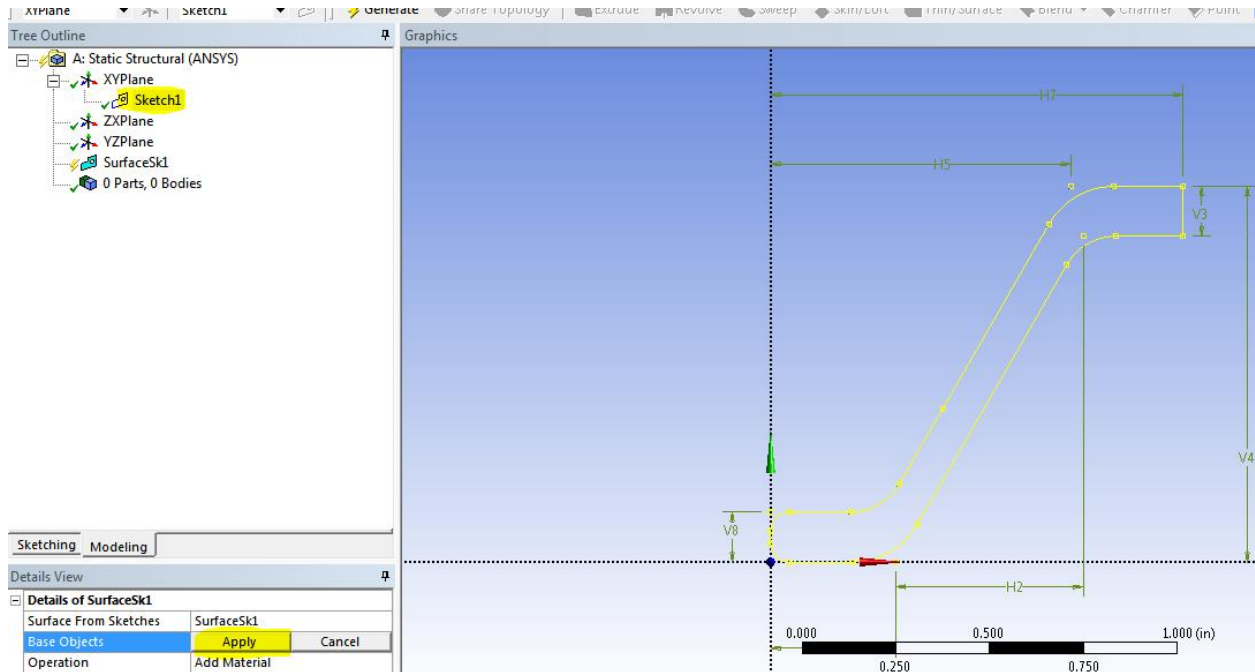 XYPlane Sketch1 Generate Share Topology Extrude Revolve Sweep Skin/Loft Thin/Surface Blend Chamfer Point
Tree Outline
A: Static Structural (ANSYS)
XYPlane
Sketch1
ZXPlane
YZPlane
SurfaceSk1
0 Parts, 0 Bodies
Sketching Modeling
Details View
Details of SurfaceSk1
Surface From Sketches SurfaceSk1
Base Objects Apply Cancel
Operation Add Material
Graphics
H7
H5
V3
V4
V8
H2
0.000 0.500 1.000 (in)
0.250 0.750